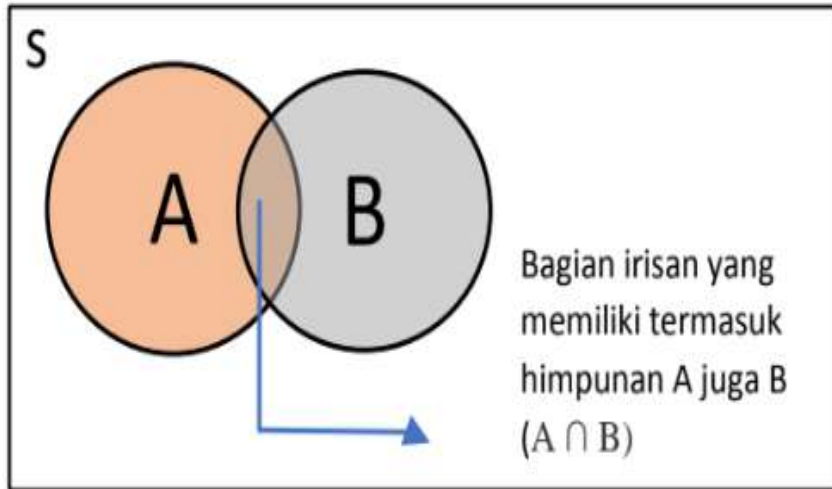 S
A
B
Bagian irisan yang
memiliki termasuk
himpunan A juga B
(A ∩ B)